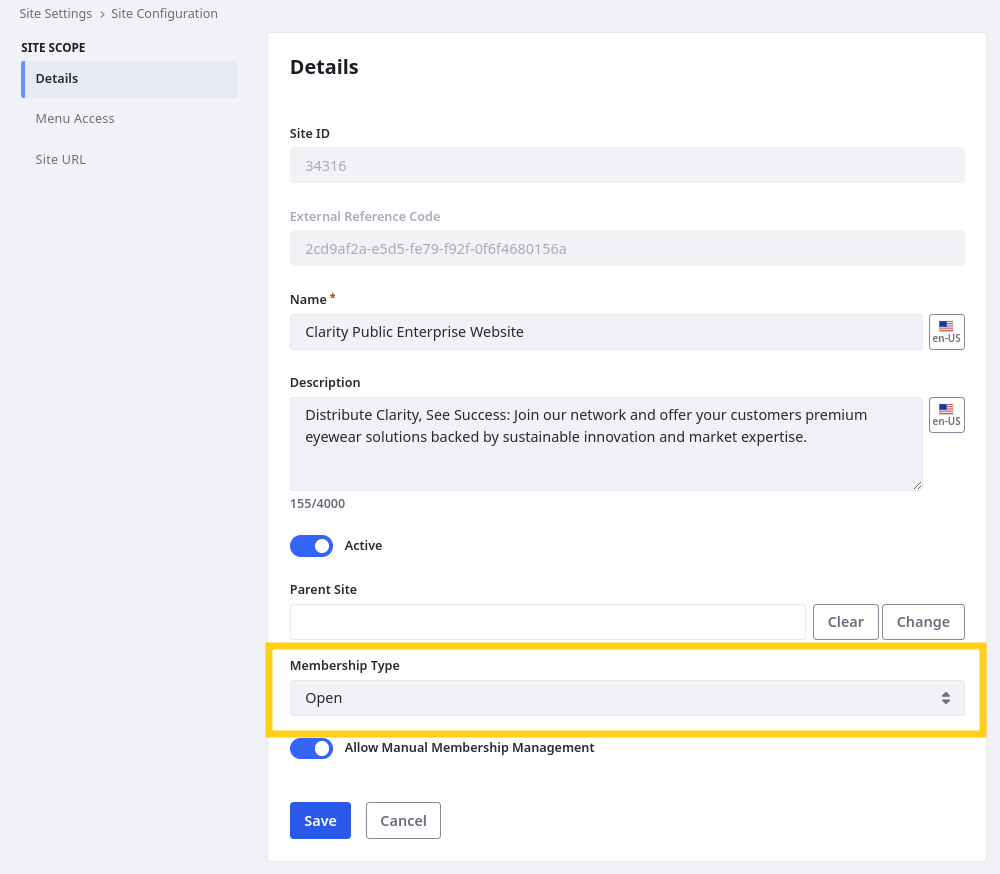 Site Settings › Site Configuration
SITE SCOPE
Details
Menu Access
Site URL
Details
Site ID
34316
External Reference Code
2cd9af2a-e5d5-fe79-f92f-0f6f4680156a
Name *
Clarity Public Enterprise Website
en-US
Description
Distribute Clarity, See Success: Join our network and offer your customers premium
eyewear solutions backed by sustainable innovation and market expertise.
en-US
155/4000
Active
Parent Site
Clear Change
Membership Type
Open
Allow Manual Membership Management
Save Cancel